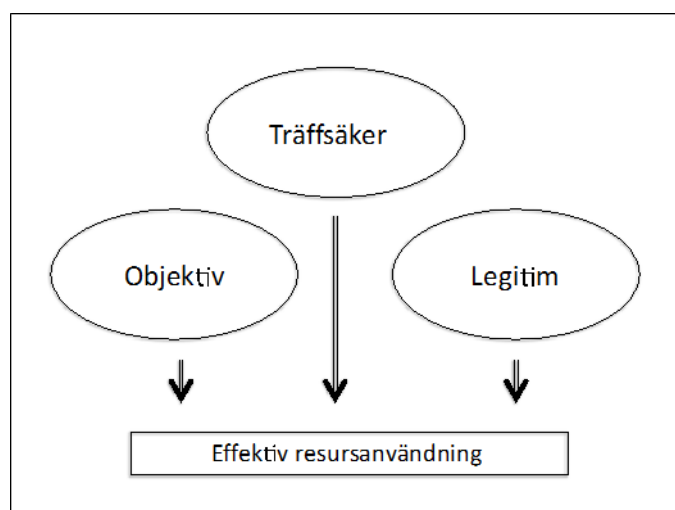 Träffsäker
Objektiv
Legitim
Effektiv resursanvändning